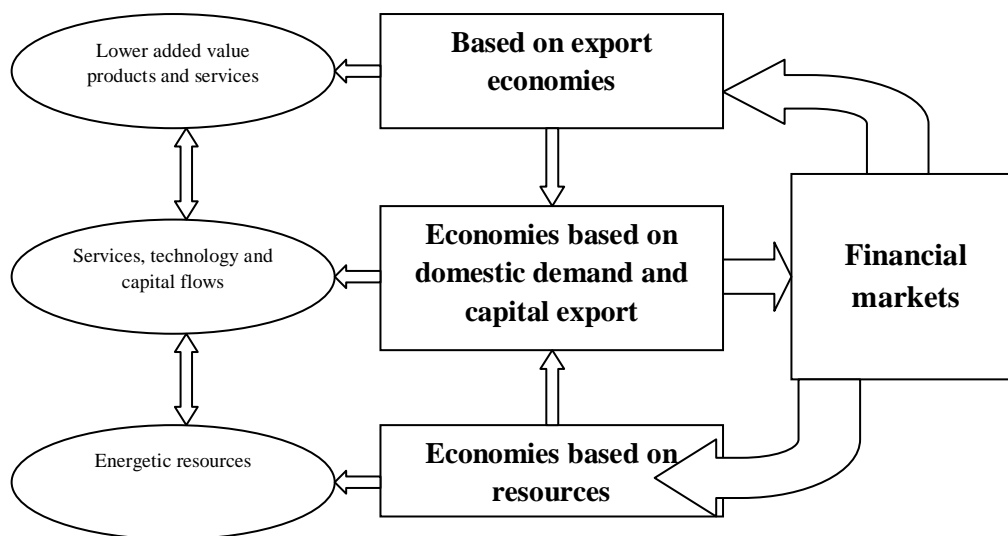 Lower added value
products and services
Based on export
economies
Services, technology and
capital flows
Economies based on
domestic demand and
capital export
Financial
markets
Energetic resources
Economies based on
resources